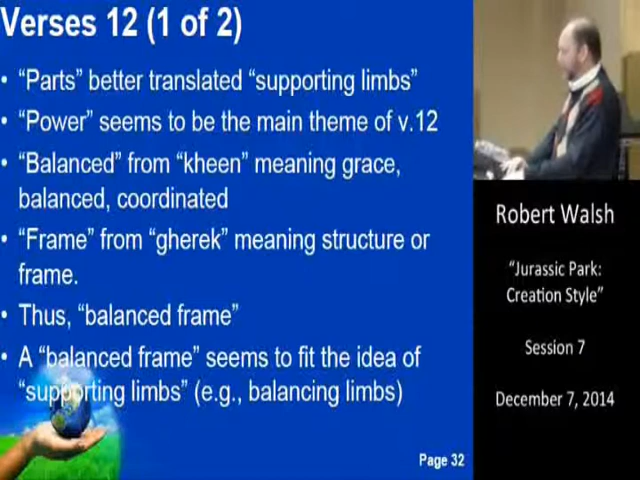 Verses 12 (1 of 2)
• “Parts” better translated “supporting limbs”
• “Power” seems to be the main theme of v.12
• “Balanced” from “kheen” meaning grace,
balanced, coordinated
• “Frame” from “gherek” meaning structure or
frame.
• Thus, “balanced frame”
• A “balanced frame” seems to fit the idea of
“supporting limbs” (e.g., balancing limbs)
Page 32
Robert Walsh
“Jurassic Park:
Creation Style”
Session 7
December 7, 2014